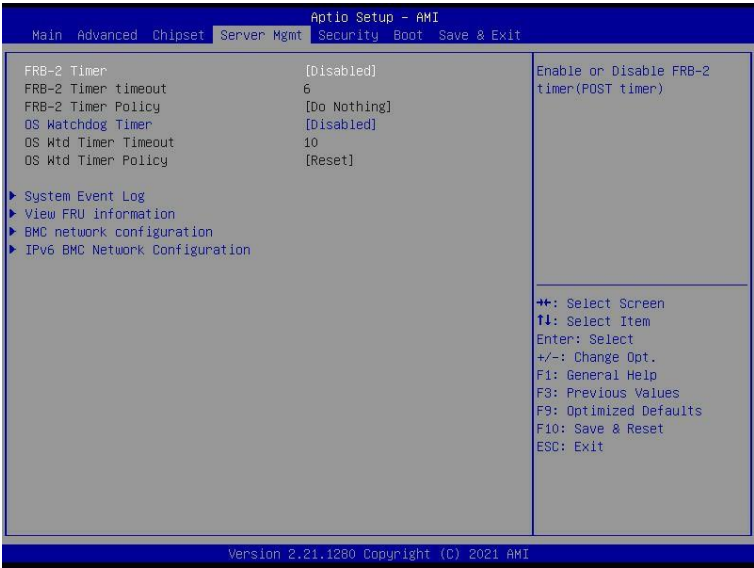 Aptio Setup – AMI
Main Advanced Chipset Server Mgmt Security Boot Save & Exit
FRB-2 Timer [Disabled]
FRB-2 Timer timeout 6
FRB-2 Timer Policy [Do Nothing]
OS Watchdog Timer [Disabled]
OS Wtd Timer Timeout 10
OS Wtd Timer Policy [Reset]
System Event Log
View FRU information
BMC network configuration
IPv6 BMC Network Configuration
Enable or Disable FRB-2
timer(POST timer)
→←: Select Screen
↑↓: Select Item
Enter: Select
+/-: Change Opt.
F1: General Help
F3: Previous Values
F9: Optimized Defaults
F10: Save & Reset
ESC: Exit
Version 2.21.1280 Copyright (C) 2021 AMI